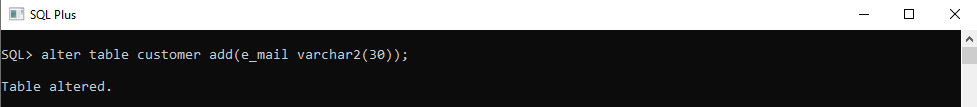 SQL Plus
SQL> alter table customer add(e_mail varchar2(30));
Table altered.